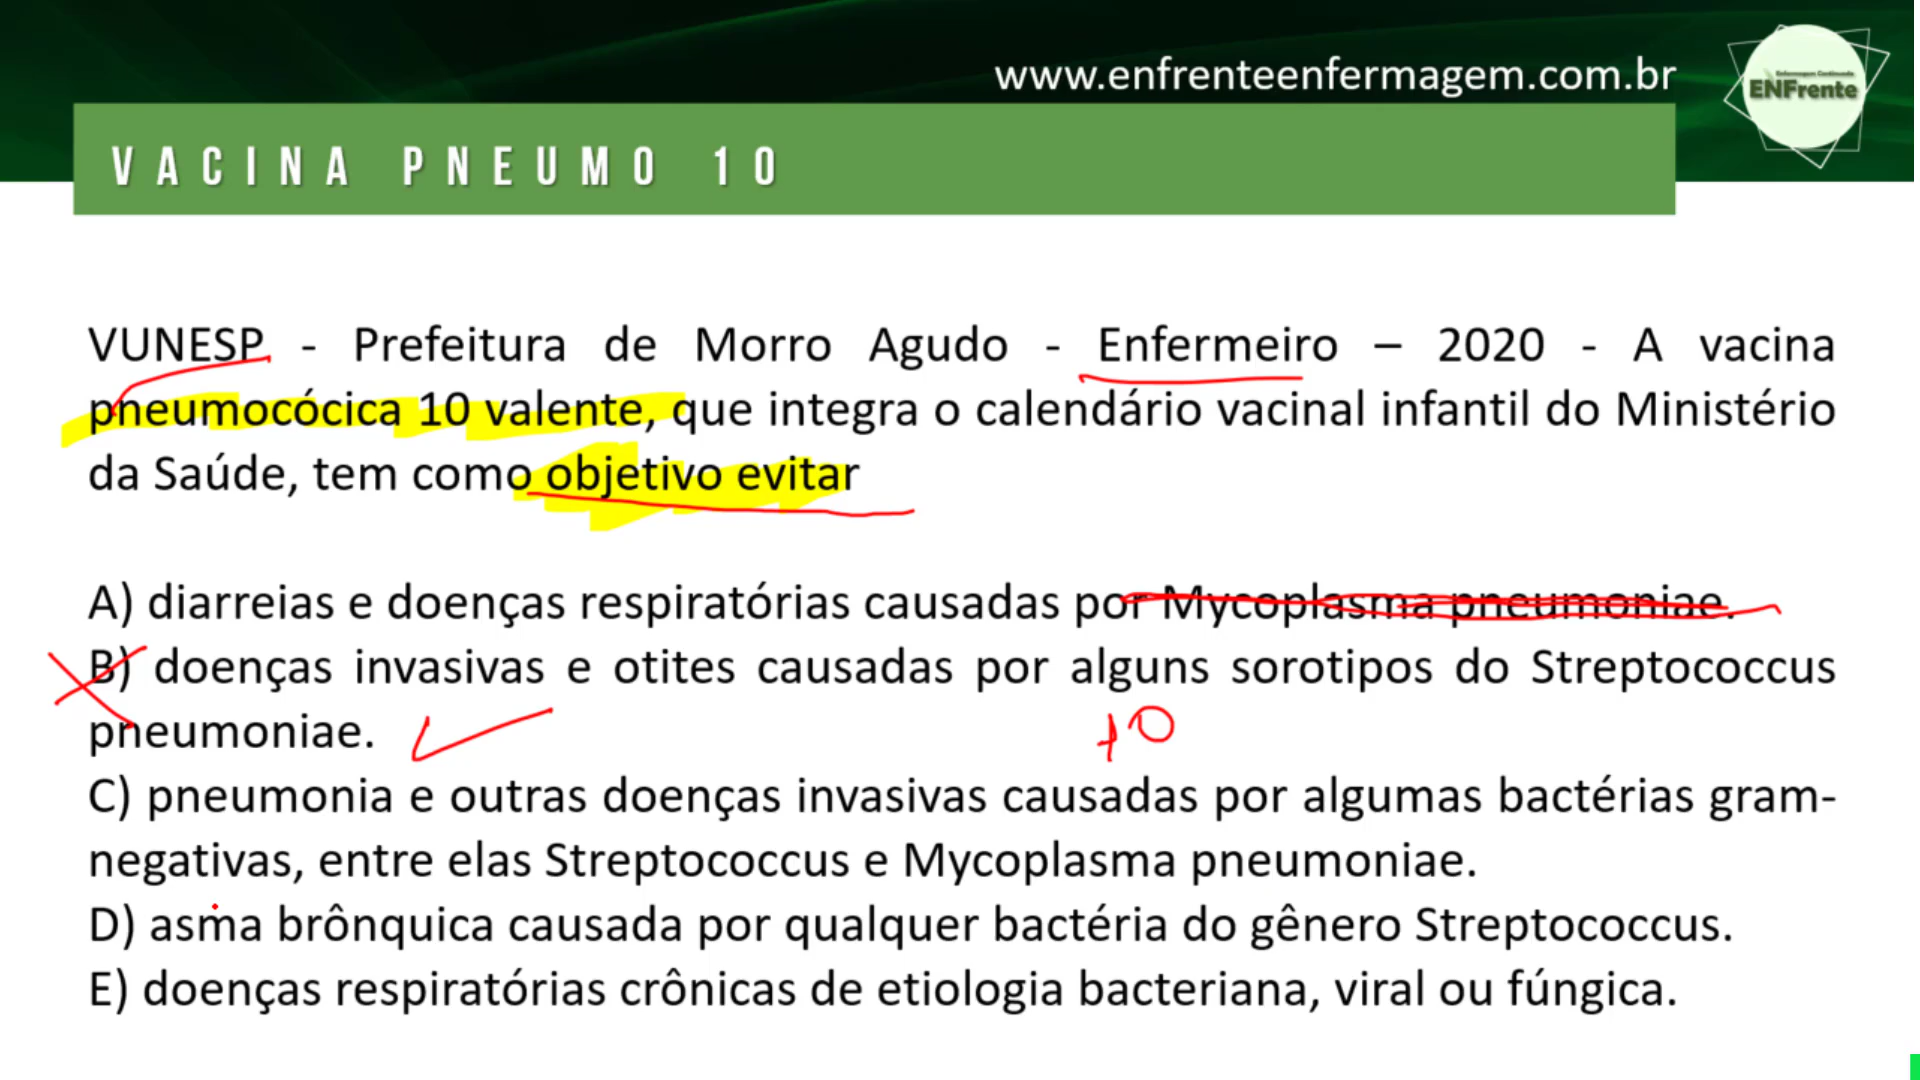 www.enfrenteenfermagem.com.br
Enfermagem Continuada
ENFrente
VACINA PNEUMO 10
VUNESP - Prefeitura de Morro Agudo - Enfermeiro – 2020 - A vacina
pneumocócica 10 valente, que integra o calendário vacinal infantil do Ministério
da Saúde, tem como objetivo evitar
A) diarreias e doenças respiratórias causadas por Mycoplasma pneumoniae.
B) doenças invasivas e otites causadas por alguns sorotipos do Streptococcus
pneumoniae.
10
C) pneumonia e outras doenças invasivas causadas por algumas bactérias gram-
negativas, entre elas Streptococcus e Mycoplasma pneumoniae.
D) asma brônquica causada por qualquer bactéria do gênero Streptococcus.
E) doenças respiratórias crônicas de etiologia bacteriana, viral ou fúngica.